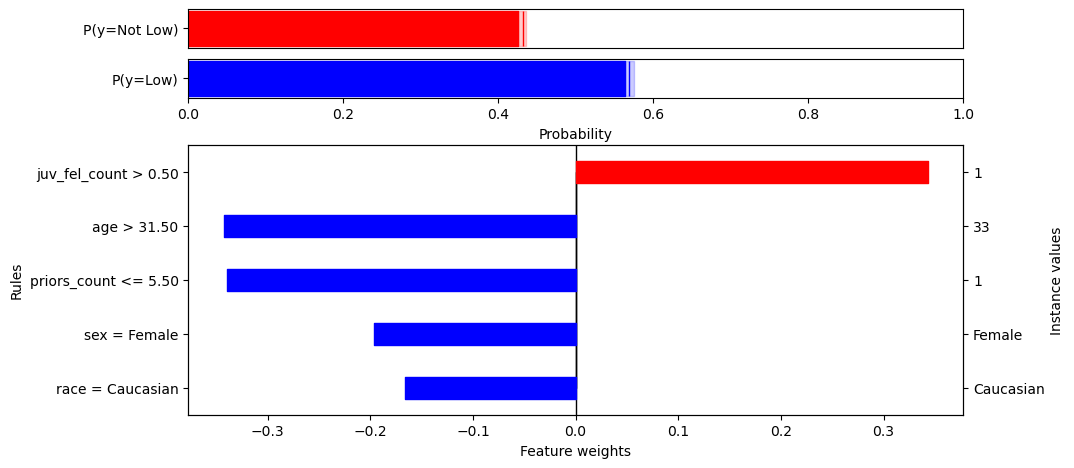 P(y=Not Low)
P(y=Low)
0.0 0.2 0.4 0.6 0.8 1.0
Probability
juv_fel_count > 0.50 1
age > 31.50 33
priors_count <= 5.50 1
sex = Female Female
race = Caucasian Caucasian
Rules
Instance values
−0.3 −0.2 −0.1 0.0 0.1 0.2 0.3
Feature weights